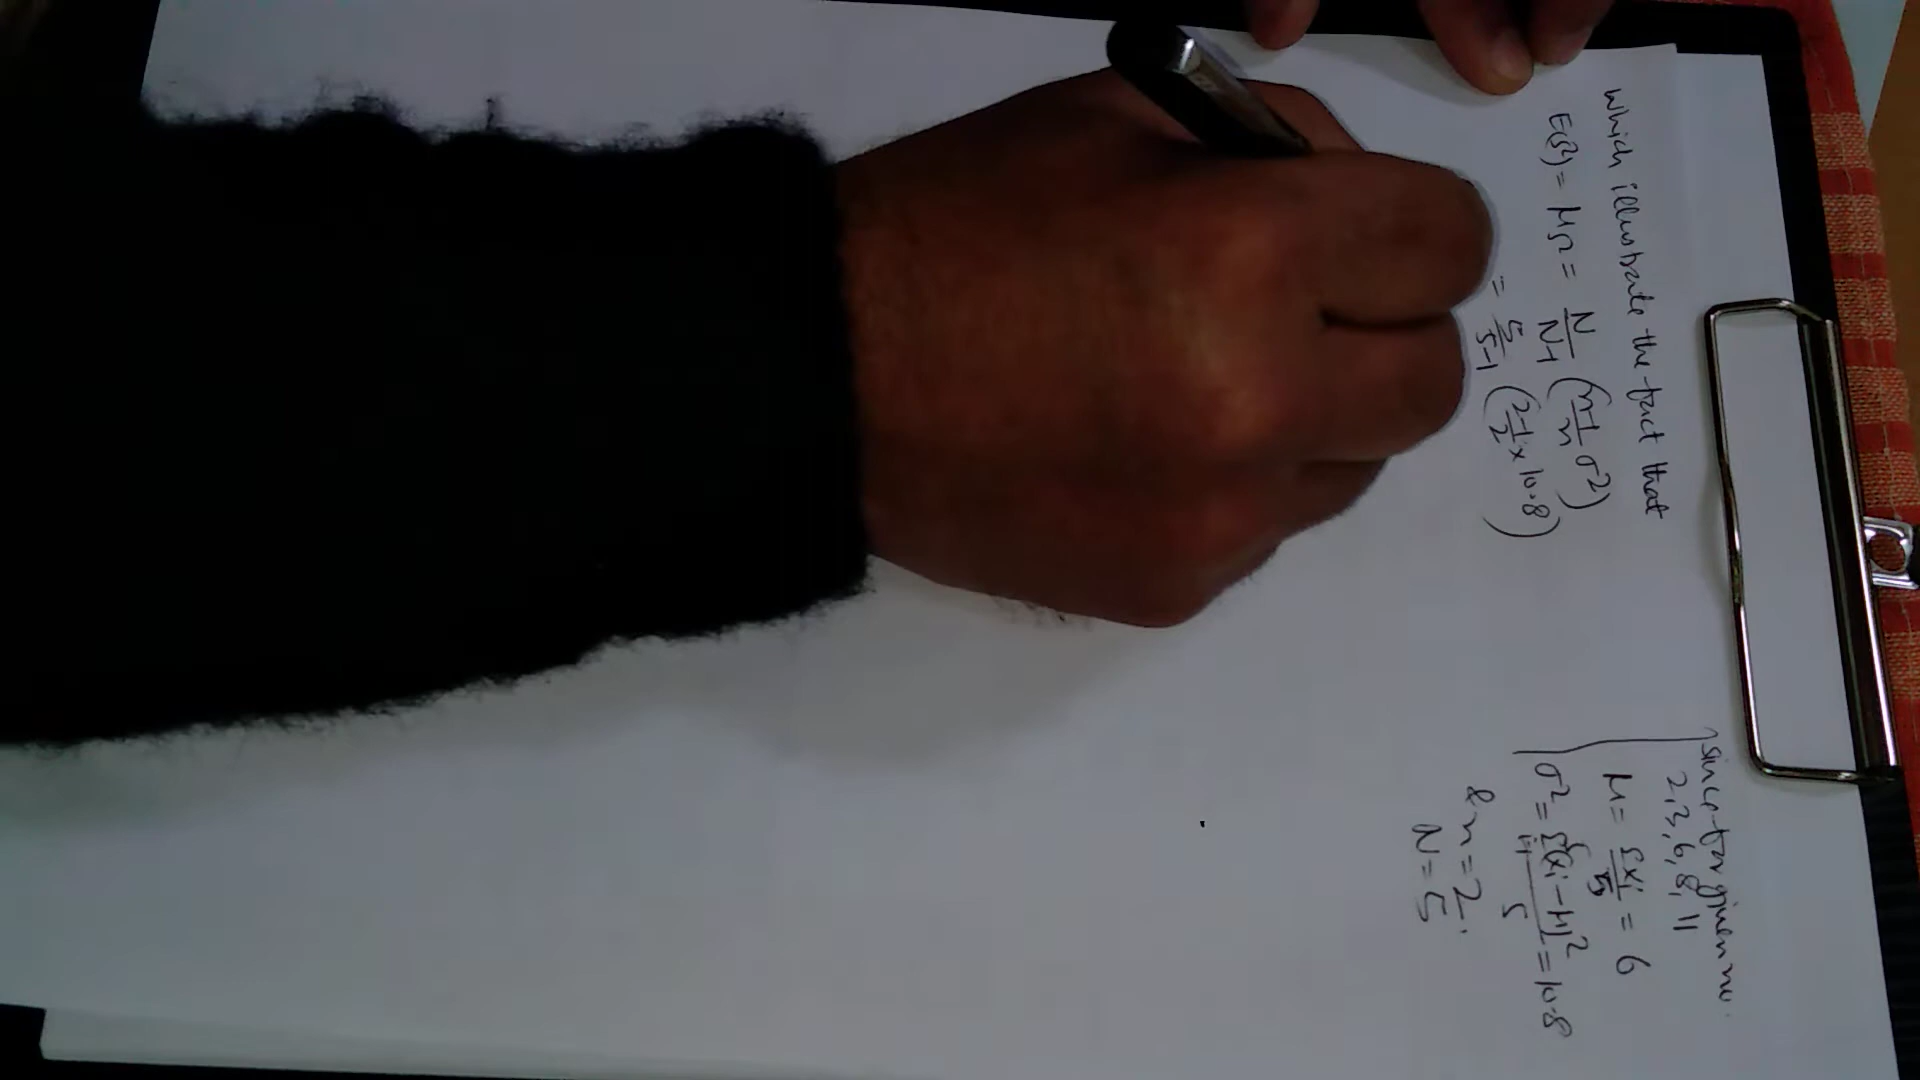 which illustrate the fact that
E(s²) = μs² = N/N-1 (n-1/n σ²)
= 5/5-1 (2-1/2 × 10.8)
since for given no.
2, 3, 6, 8, 11
μ = Σxi/5 = 6
σ² = Σ(xi - μ)²/5 = 10.8
& n = 2.
N = 5